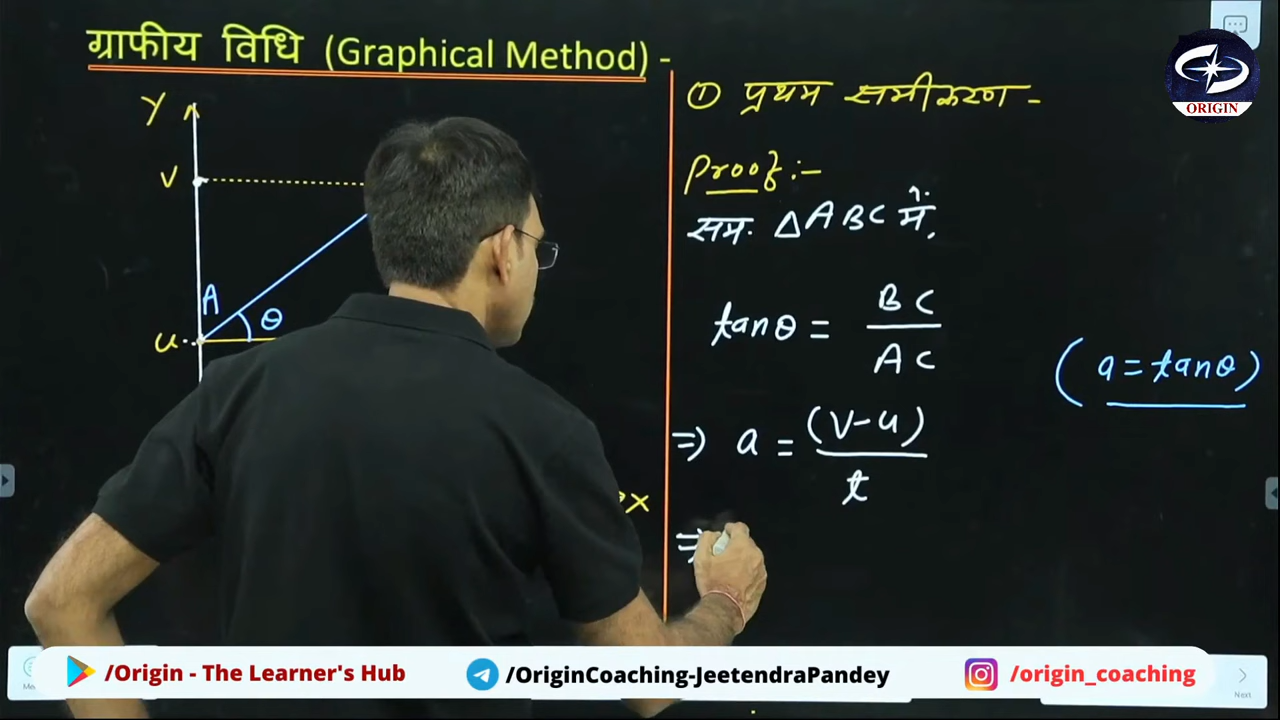 ग्राफीय विधि (Graphical Method) -
Y
V
A
θ
u
X
① प्रथम समीकरण -
Proof :-
सम. Δ ABC में,
tanθ = BC / AC
(a = tanθ)
⇒ a = (v-u) / t
⇒
ORIGIN
/Origin - The Learner's Hub
/OriginCoaching-JeetendraPandey
/origin_coaching
Next